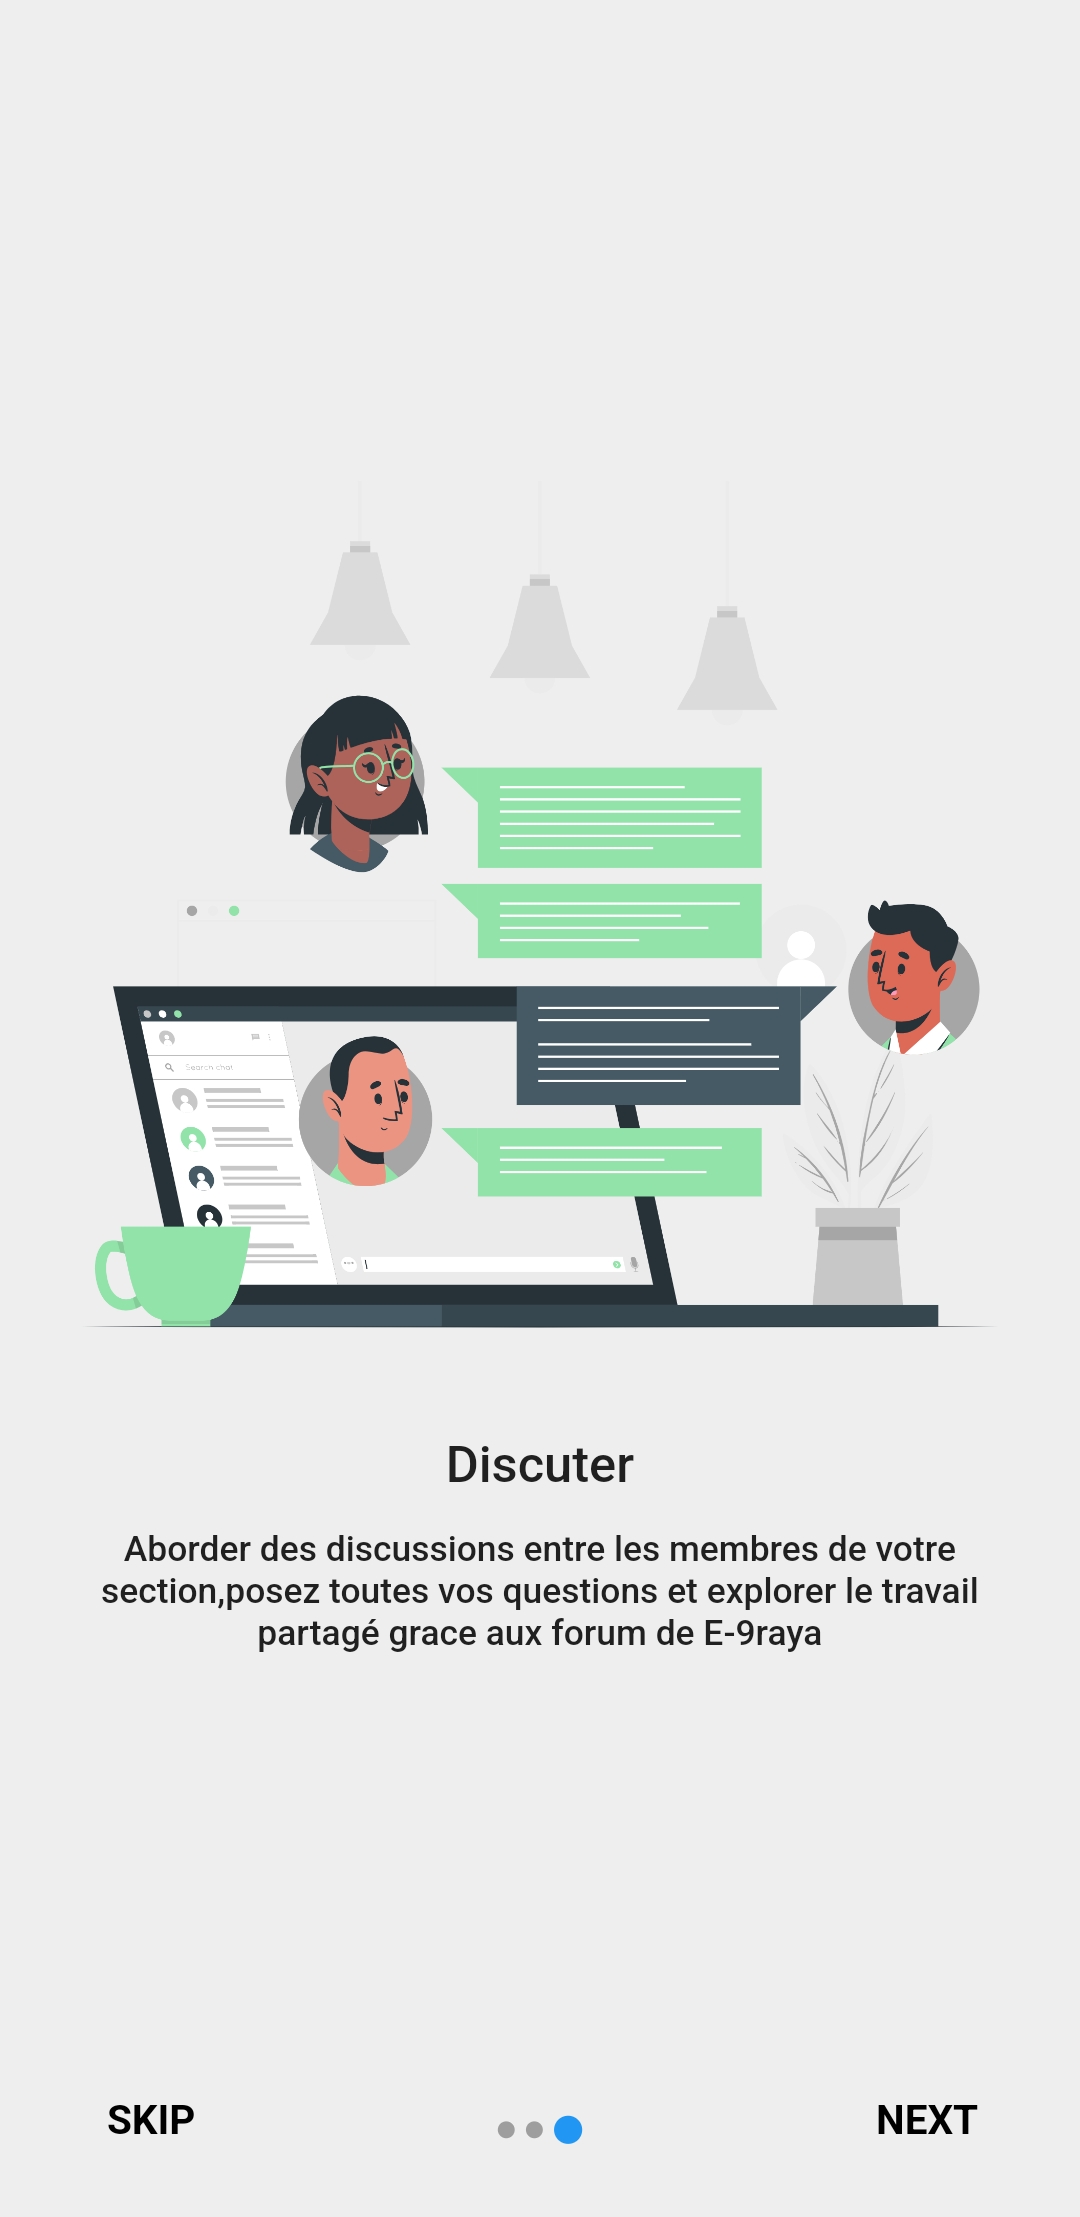 Search chat
Discuter
Aborder des discussions entre les membres de votre
section,posez toutes vos questions et explorer le travail
partagé grace aux forum de E-9raya
SKIP
NEXT